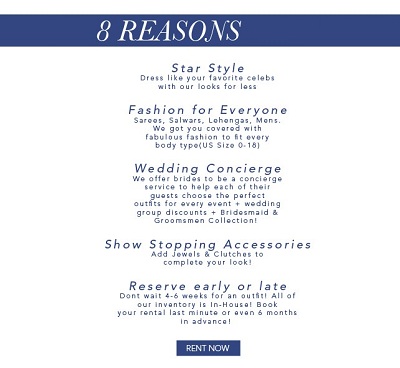 8 REASONS
Star Style
Dress like your favorite celebs
with our looks for less
Fashion for Everyone
Sarees, Salwars, Lehengas, Mens.
We got you covered with
fabulous fashion to fit every
body type(US Size 0-18)
Wedding Concierge
We offer brides to be a concierge
service to help each of their
guests choose the perfect
outfits for every event + wedding
group discounts + Bridesmaid &
Groomsmen Collection!
Show Stopping Accessories
Add Jewels & Clutches to
complete your look!
Reserve early or late
Dont wait 4-6 weeks for an outfit! All of
our inventory is In-House! Book
your rental last minute or even 6 months
in advance!
RENT NOW